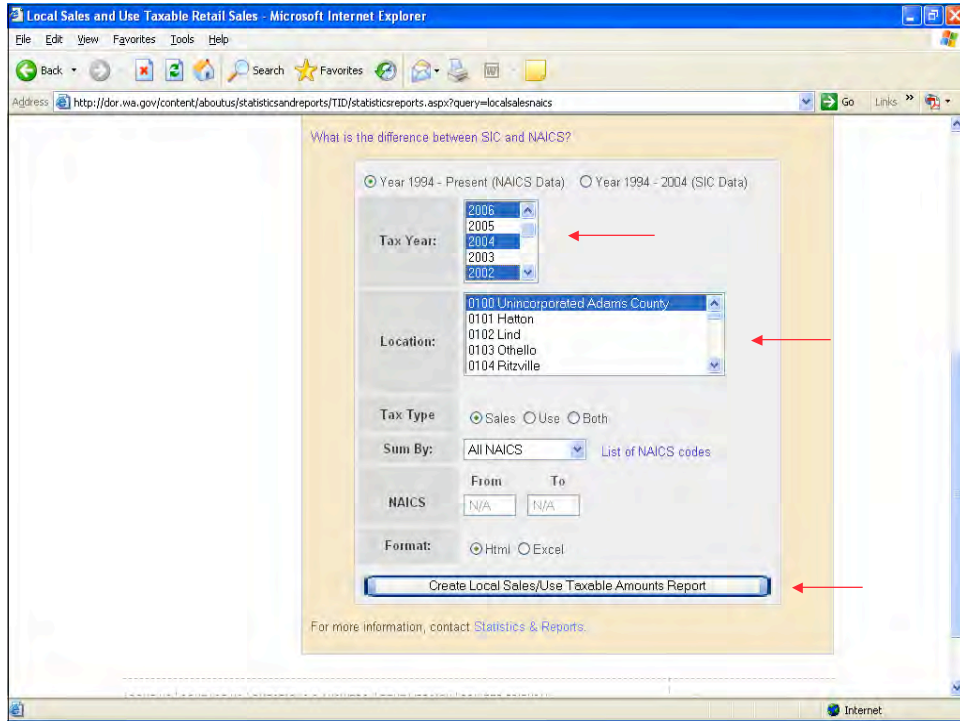 Local Sales and Use Taxable Retail Sales - Microsoft Internet Explorer
File Edit View Favorites Tools Help
Back Search Favorites
Address http://dor.wa.gov/content/aboutus/statisticsandreports/TID/statisticsreports.aspx?query=localsalesnaics Go Links »
What is the difference between SIC and NAICS?
Year 1994 - Present (NAICS Data) Year 1994 - 2004 (SIC Data)
Tax Year:
2006
2005
2004
2003
2002
Location:
0100 Unincorporated Adams County
0101 Hatton
0102 Lind
0103 Othello
0104 Ritzville
Tax Type Sales Use Both
Sum By: All NAICS List of NAICS codes
From To
NAICS N/A N/A
Format: Html Excel
Create Local Sales/Use Taxable Amounts Report
For more information, contact Statistics & Reports.
Internet